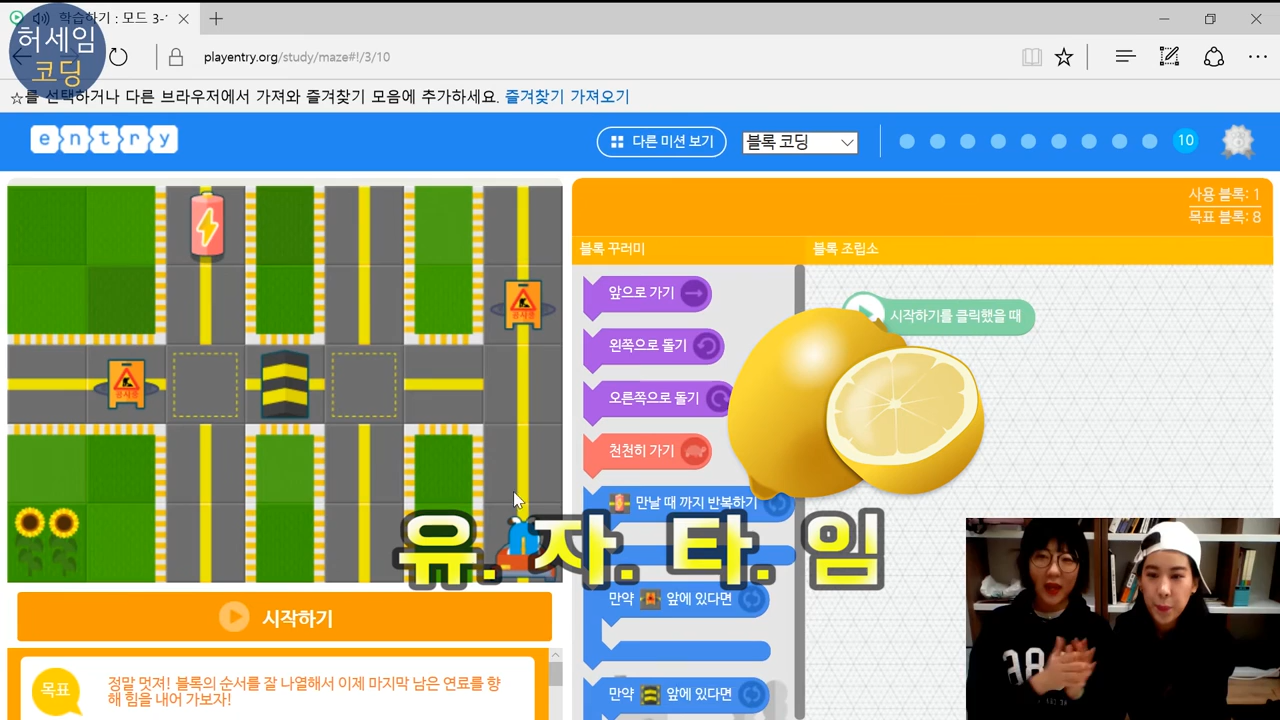 학습하기 : 모드 3-1
허세임
코딩
playentry.org/study/maze#!/3/10
☆를 선택하거나 다른 브라우저에서 가져와 즐겨찾기 모음에 추가하세요. 즐겨찾기 가져오기
entry
다른 미션 보기
블록 코딩
10
사용 블록: 1
목표 블록: 8
블록 꾸러미
블록 조립소
앞으로 가기
시작하기를 클릭했을 때
왼쪽으로 돌기
오른쪽으로 돌기
천천히 가기
만날 때 까지 반복하기
유.자.타.임
만약 앞에 있다면
시작하기
만약 앞에 있다면
목표
정말 멋져! 블록의 순서를 잘 나열해서 이제 마지막 남은 연료를 향
해 힘을 내어 가보자!